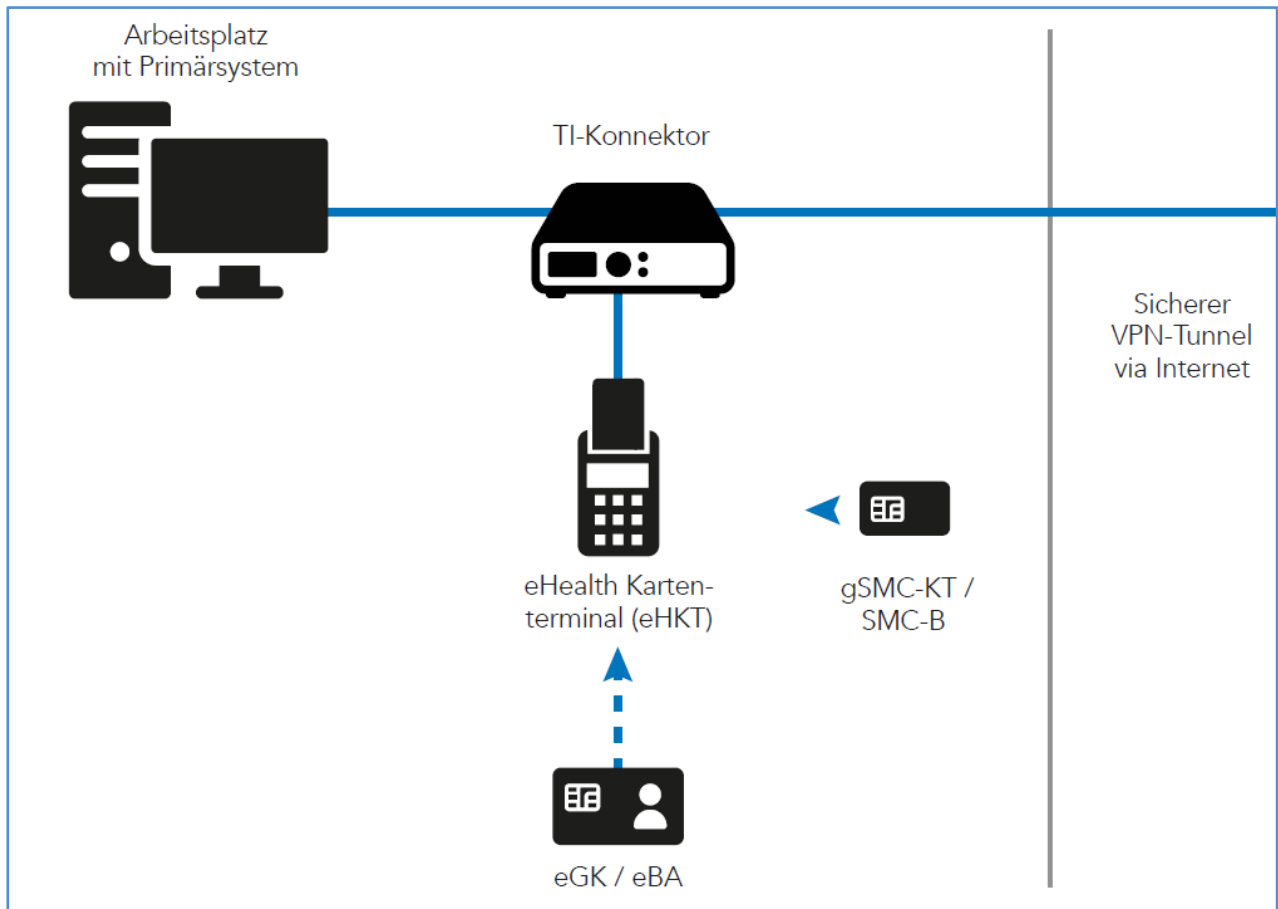 Arbeitsplatz
mit Primärsystem
TI-Konnektor
Sicherer
VPN-Tunnel
via Internet
eHealth Karten-
terminal (eHKT)
gSMC-KT /
SMC-B
eGK / eBA